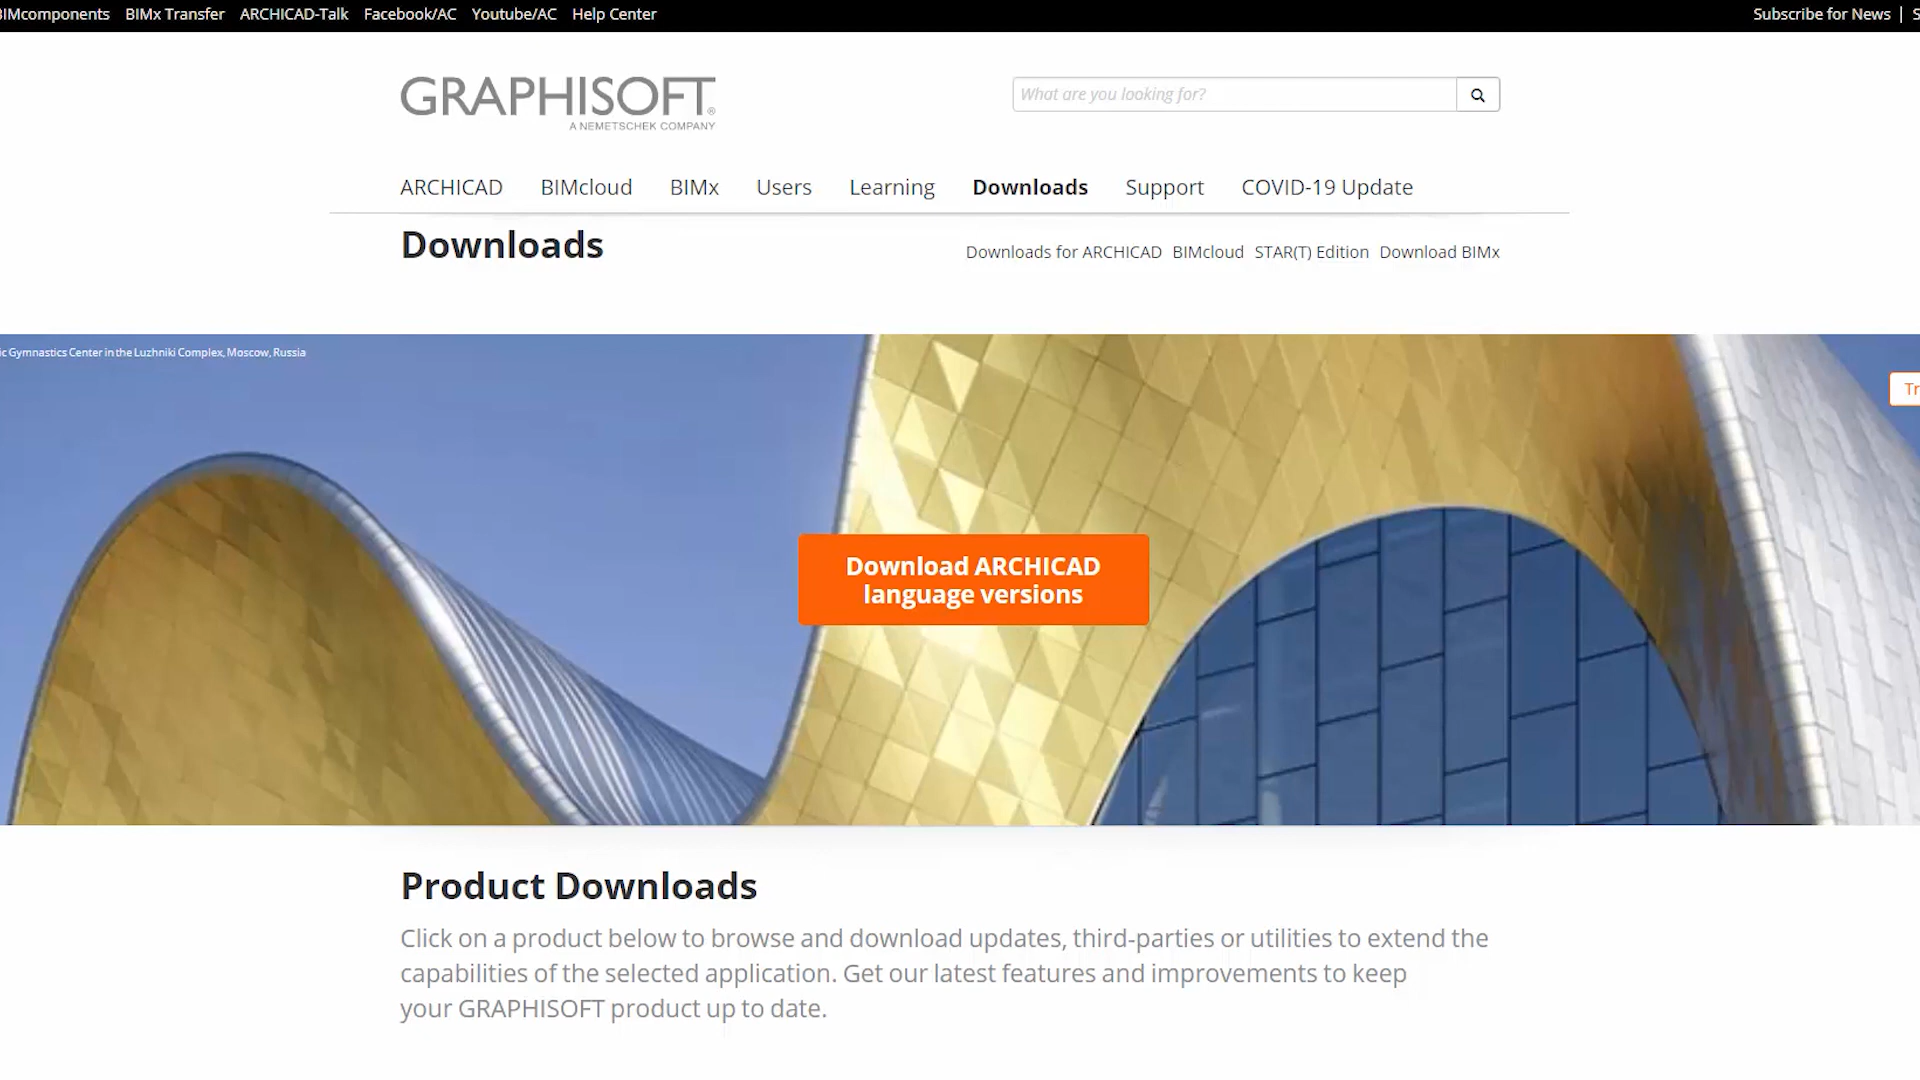 BIMcomponents BIMx Transfer ARCHICAD-Talk Facebook/AC Youtube/AC Help Center Subscribe for News |
GRAPHISOFT®
A NEMETSCHEK COMPANY
What are you looking for?
ARCHICAD BIMcloud BIMx Users Learning Downloads Support COVID-19 Update
Downloads
Downloads for ARCHICAD BIMcloud STAR(T) Edition Download BIMx
Gymnastics Center in the Luzhniki Complex, Moscow, Russia
Download ARCHICAD
language versions
Product Downloads
Click on a product below to browse and download updates, third-parties or utilities to extend the
capabilities of the selected application. Get our latest features and improvements to keep
your GRAPHISOFT product up to date.